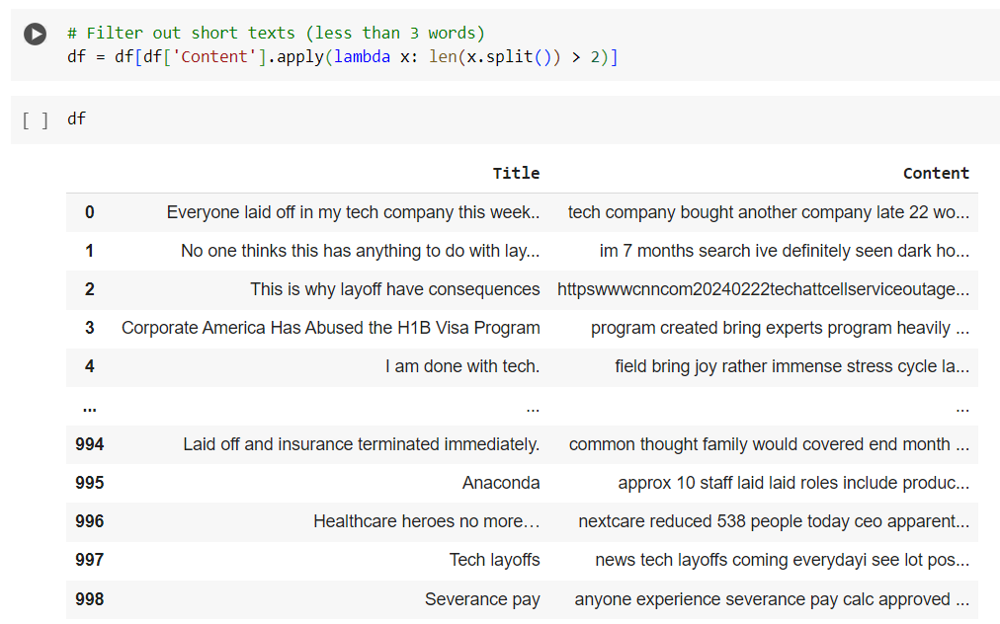 # Filter out short texts (less than 3 words)
df = df[df['Content'].apply(lambda x: len(x.split()) > 2)]
[ ] df
Title Content
0 Everyone laid off in my tech company this week.. tech company bought another company late 22 wo...
1 No one thinks this has anything to do with lay... im 7 months search ive definitely seen dark ho...
2 This is why layoff have consequences httpswwwcnncom20240222techattcellserviceoutage...
3 Corporate America Has Abused the H1B Visa Program program created bring experts program heavily ...
4 I am done with tech. field bring joy rather immense stress cycle la...
... ... ...
994 Laid off and insurance terminated immediately. common thought family would covered end month ...
995 Anaconda approx 10 staff laid laid roles include produc...
996 Healthcare heroes no more… nextcare reduced 538 people today ceo apparent...
997 Tech layoffs news tech layoffs coming everydayi see lot pos...
998 Severance pay anyone experience severance pay calc approved ...